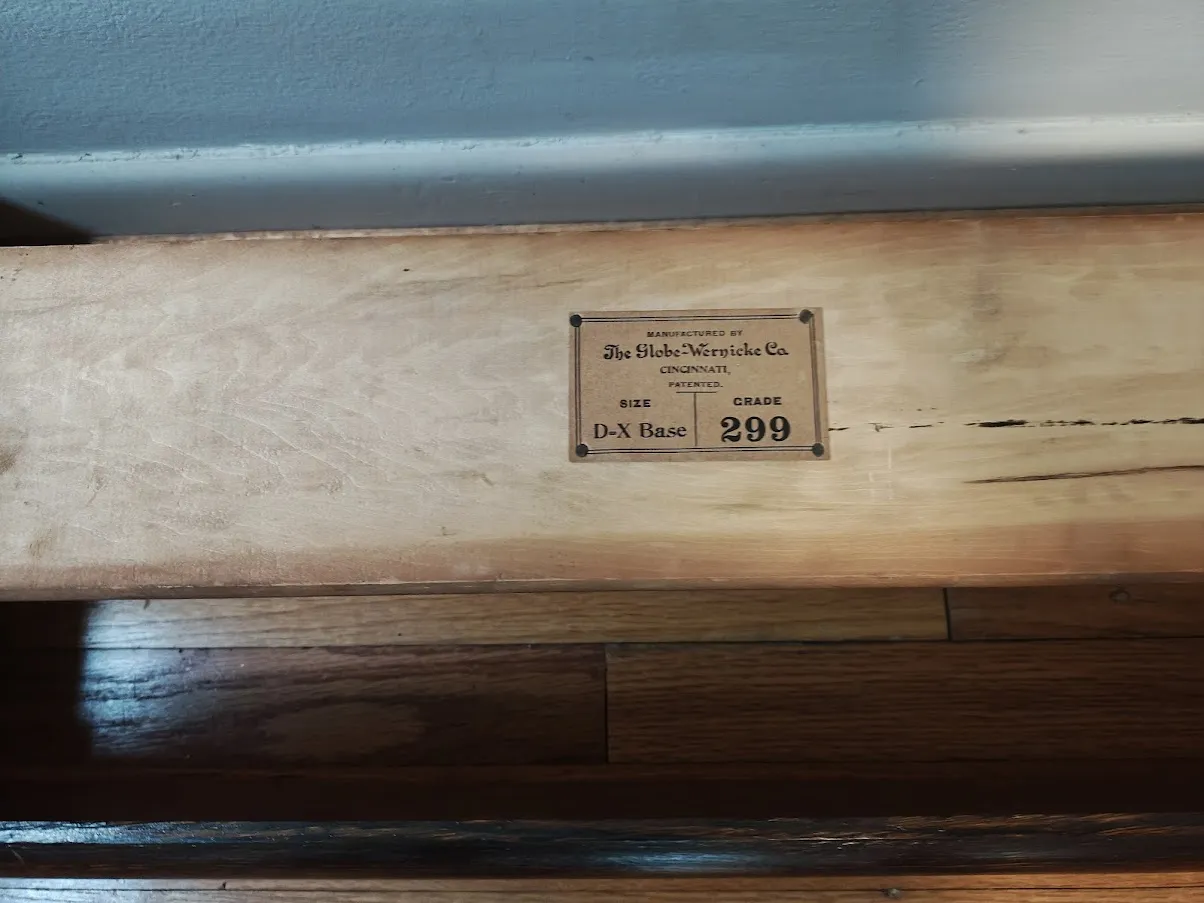 MANUFACTURED BY
The Globe-Wernicke Co.
CINCINNATI,
PATENTED.
SIZE GRADE
D-X Base 299